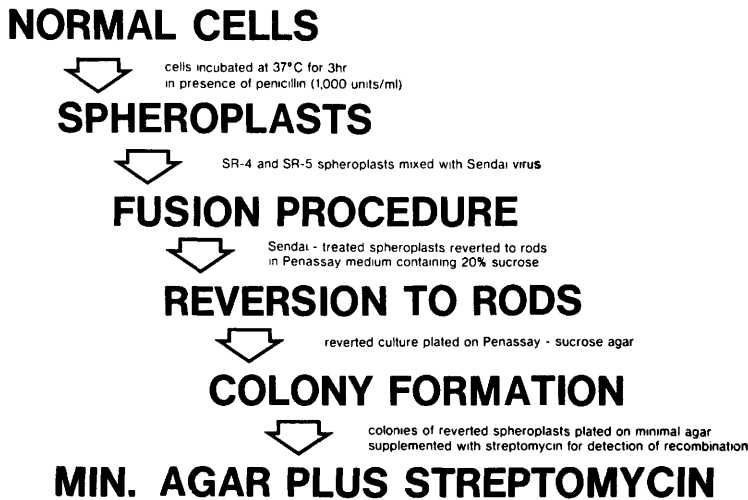 NORMAL CELLS
cells incubated at 37°C for 3hr
in presence of penicillin (1,000 units/ml)
SPHEROPLASTS
SR-4 and SR-5 spheroplasts mixed with Sendai virus
FUSION PROCEDURE
Sendai - treated spheroplasts reverted to rods
in Penassay medium containing 20% sucrose
REVERSION TO RODS
reverted culture plated on Penassay - sucrose agar
COLONY FORMATION
colonies of reverted spheroplasts plated on minimal agar
supplemented with streptomycin for detection of recombination
MIN. AGAR PLUS STREPTOMYCIN